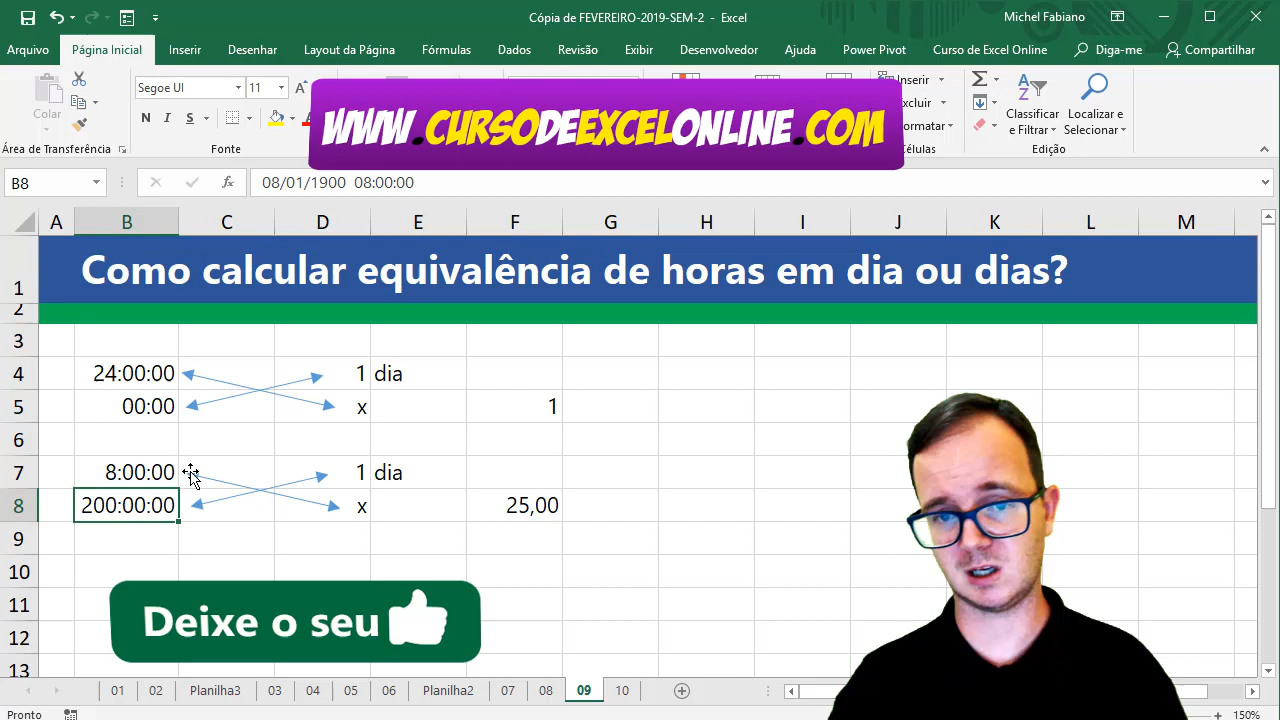 Cópia de FEVEREIRO-2019-SEM-2 - Excel
Michel Fabiano
Arquivo
Página Inicial
Inserir
Desenhar
Layout da Página
Fórmulas
Dados
Revisão
Exibir
Desenvolvedor
Ajuda
Power Pivot
Curso de Excel Online
Diga-me
Compartilhar
Colar
Segoe UI
11
N I S
Inserir
Classificar
e Filtrar
Localizar e
Selecionar
Área de Transferência
Fonte
Edição
WWW.CURSODEEXCELONLINE.COM
B8
fx
08/01/1900 08:00:00
A B C D E F G H I J K L M
1 Como calcular equivalência de horas em dia ou dias?
2
3
4 24:00:00 1 dia
5 00:00 x 1
6
7 8:00:00 1 dia
8 200:00:00 x 25,00
9
10
11
12
13
Deixe o seu
01 02 Planilha3 03 04 05 06 Planilha2 07 08 09 10
Pronto
150%